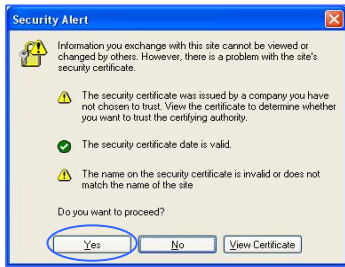 Security Alert
Information you exchange with this site cannot be viewed or
changed by others. However, there is a problem with the site's
security certificate.
The security certificate was issued by a company you have
not chosen to trust. View the certificate to determine whether
you want to trust the certifying authority.
The security certificate date is valid.
The name on the security certificate is invalid or does not
match the name of the site
Do you want to proceed?
Yes No View Certificate